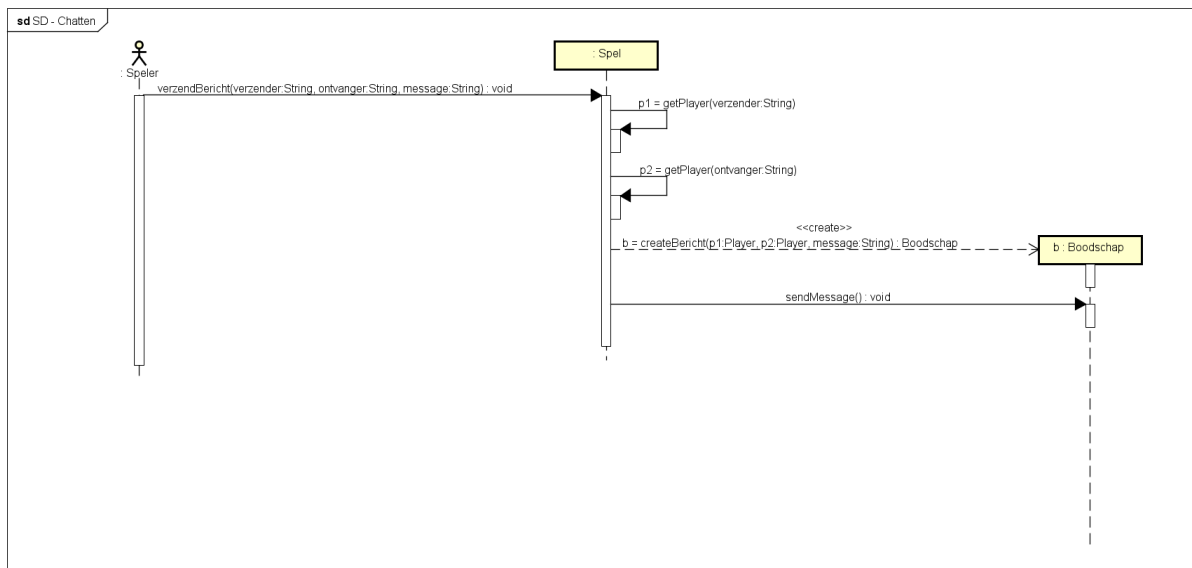 sd SD - Chatten
: Speler
: Spel
verzendBericht(verzender:String, ontvanger:String, message:String) : void
p1 = getPlayer(verzender:String)
p2 = getPlayer(ontvanger:String)
<<create>>
b = createBericht(p1:Player, p2:Player, message:String) : Boodschap
b : Boodschap
sendMessage() : void